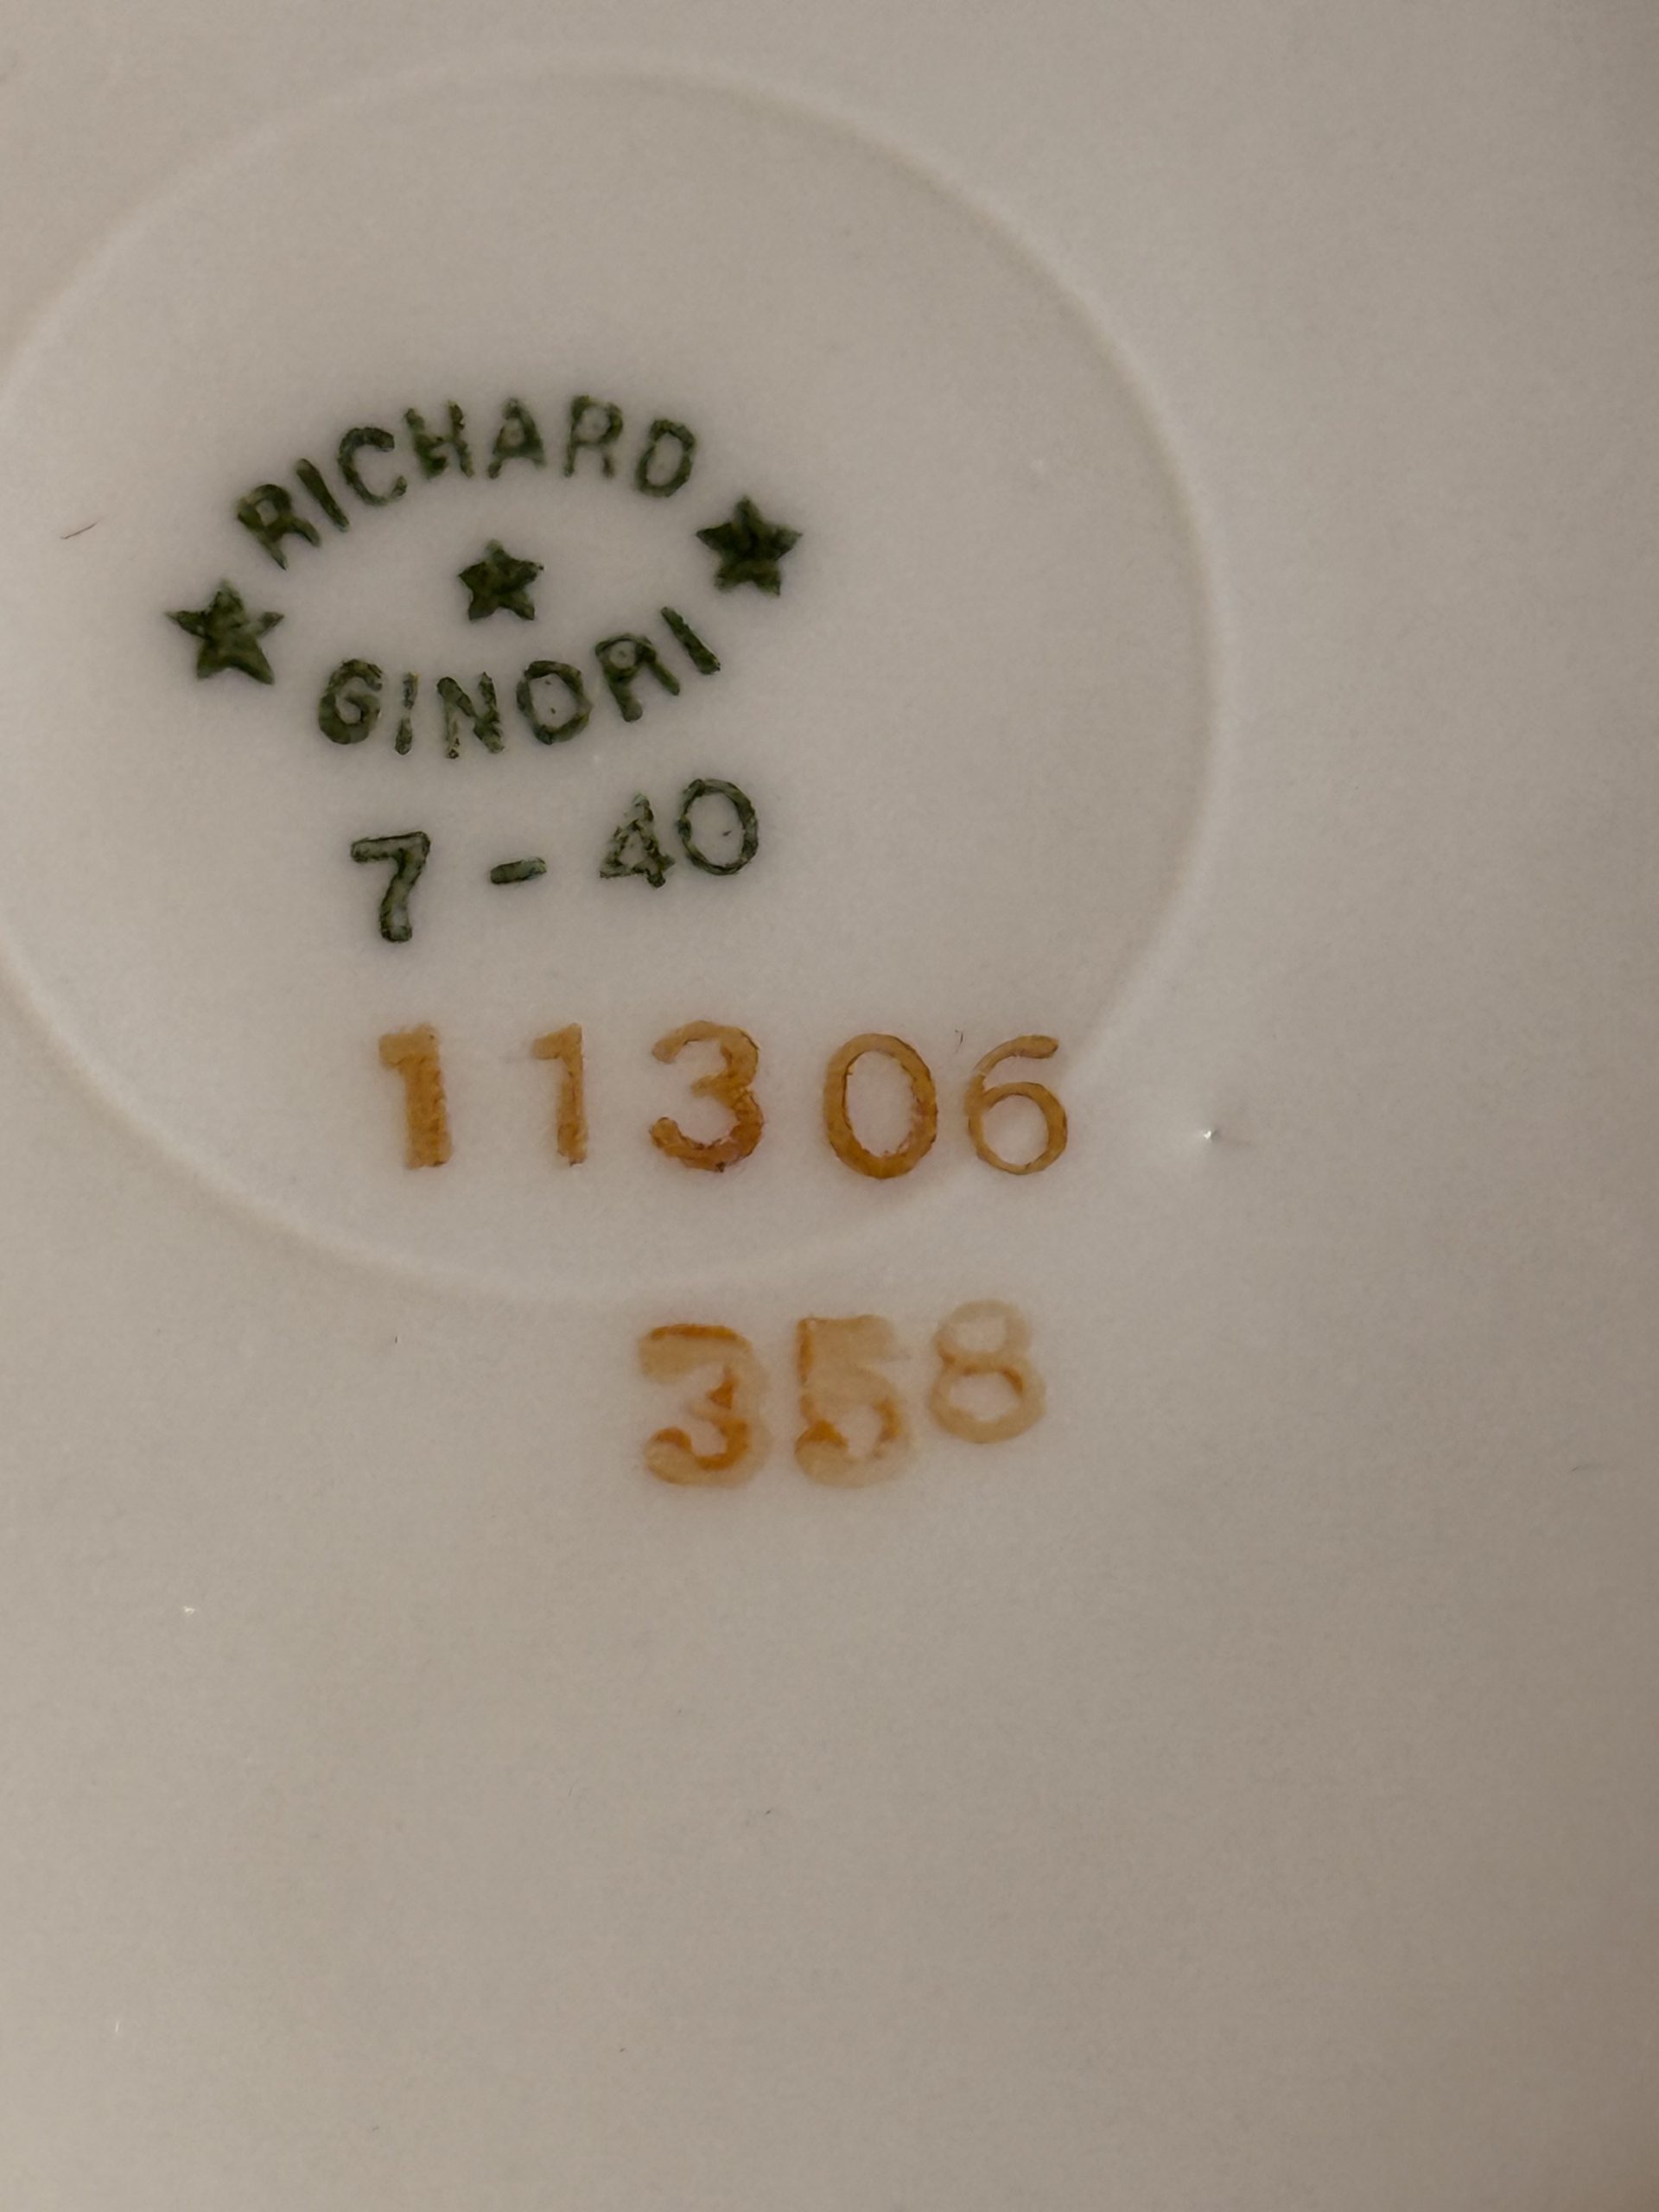 RICHARD
★ ★ ★
GINORI
7 - 40
11306
358